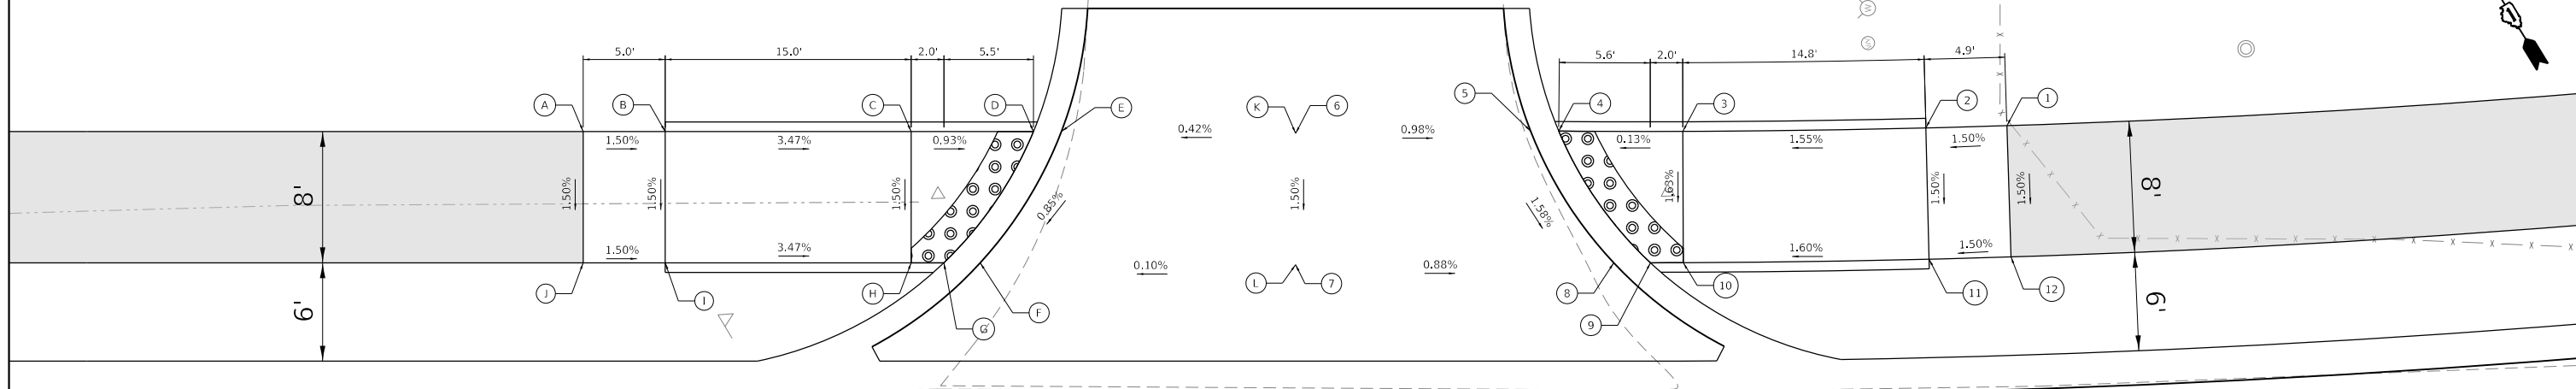 5.0' 15.0' 2.0' 5.5' 5.6' 2.0' 14.8' 4.9'
A B C D E K 6 5 4 3 2 1
1.50% 3.47% 0.93% 0.42% 0.98% 0.13% 1.55% 1.50%
8' 1.50% 1.50% 1.50% 0.85% 1.50% 1.58% 1.63% 1.50% 1.50% 8'
1.50% 3.47% 0.10% 0.88% 1.60% 1.50%
J I H G F L 7 8 9 10 11 12
6' 6'
W
W
X X X X X X X X X X X X X X X X